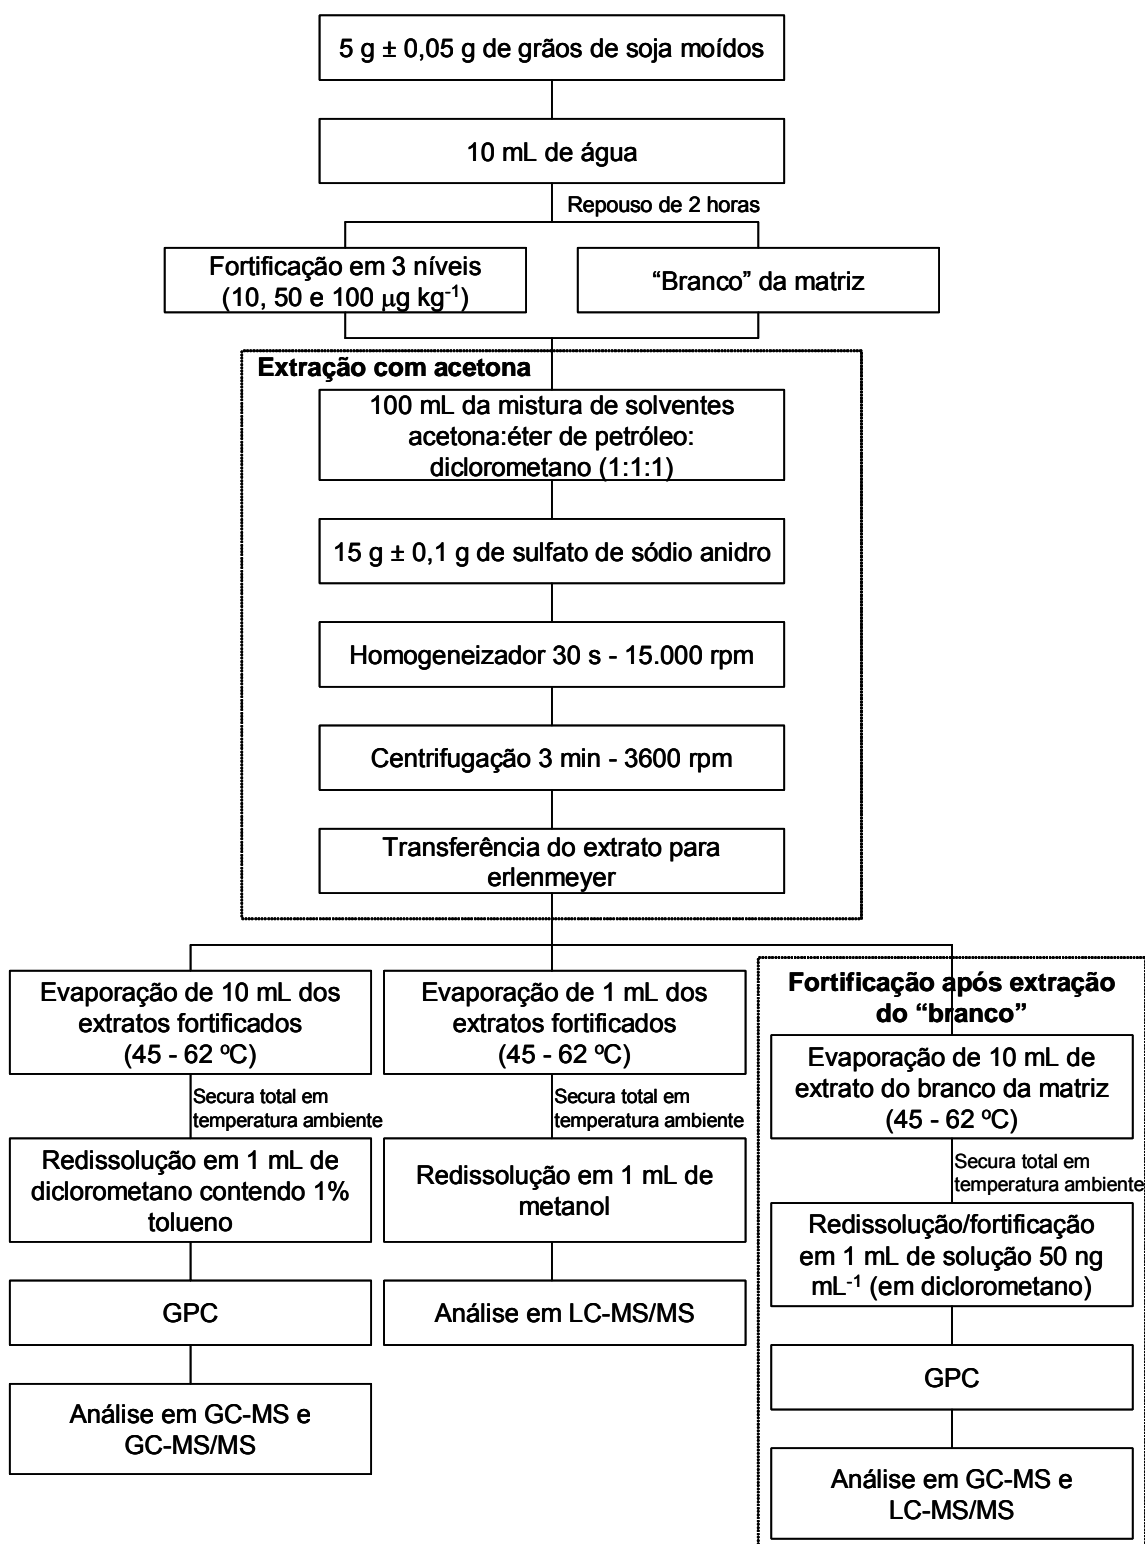 5 g ± 0,05 g de grãos de soja moídos
10 mL de água
Repouso de 2 horas
Fortificação em 3 níveis
(10, 50 e 100 μg kg⁻¹)
“Branco” da matriz
Extração com acetona
100 mL da mistura de solventes
acetona:éter de petróleo:
diclorometano (1:1:1)
15 g ± 0,1 g de sulfato de sódio anidro
Homogeneizador 30 s - 15.000 rpm
Centrifugação 3 min - 3600 rpm
Transferência do extrato para
erlenmeyer
Evaporação de 10 mL dos
extratos fortificados
(45 - 62 ºC)
Secura total em
temperatura ambiente
Redissolução em 1 mL de
diclorometano contendo 1%
tolueno
GPC
Análise em GC-MS e
GC-MS/MS
Evaporação de 1 mL dos
extratos fortificados
(45 - 62 ºC)
Secura total em
temperatura ambiente
Redissolução em 1 mL de
metanol
Análise em LC-MS/MS
Fortificação após extração
do “branco”
Evaporação de 10 mL de
extrato do branco da matriz
(45 - 62 ºC)
Secura total em
temperatura ambiente
Redissolução/fortificação
em 1 mL de solução 50 ng
mL⁻¹ (em diclorometano)
GPC
Análise em GC-MS e
LC-MS/MS